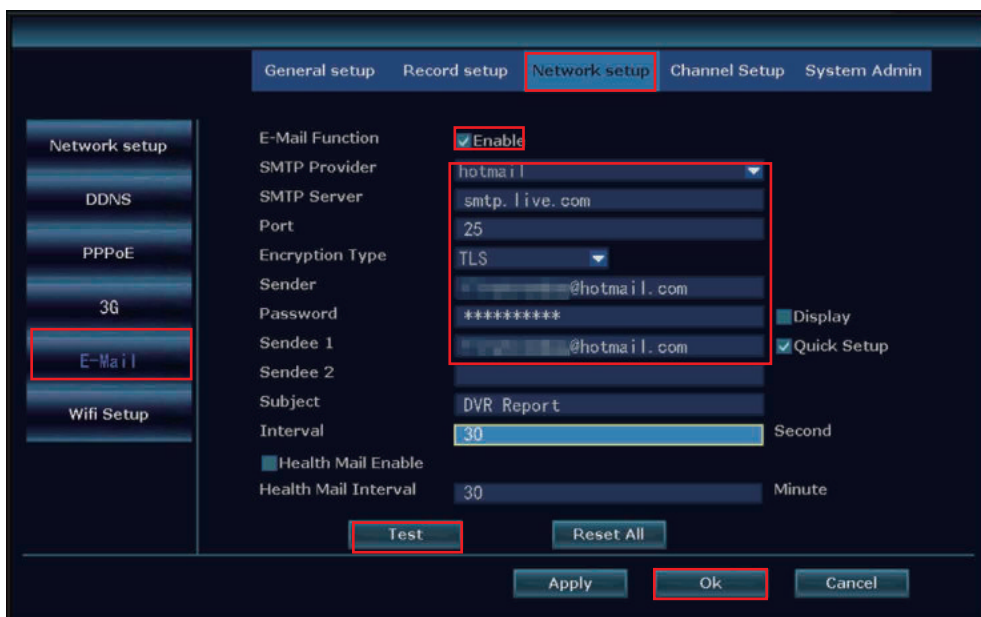 General setup Record setup Network setup Channel Setup System Admin
Network setup
DDNS
PPPoE
3G
E-Mail
Wifi Setup
E-Mail Function Enable
SMTP Provider hotmail
SMTP Server smtp.live.com
Port 25
Encryption Type TLS
Sender @hotmail.com
Password ********** Display
Sendee 1 @hotmail.com Quick Setup
Sendee 2
Subject DVR Report
Interval 30 Second
Health Mail Enable
Health Mail Interval 30 Minute
Test Reset All
Apply Ok Cancel